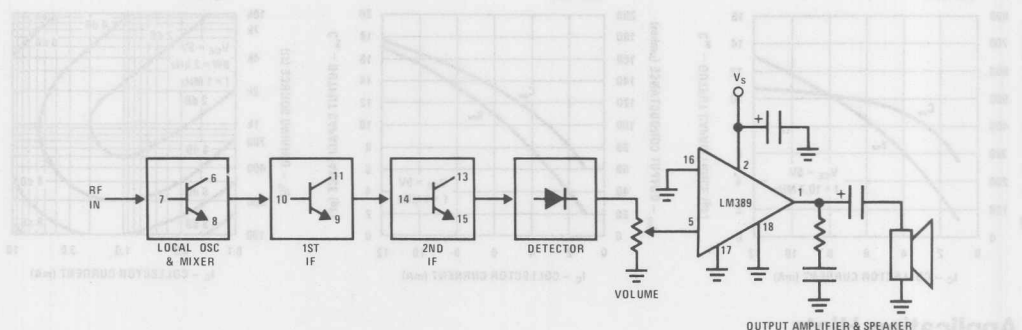 V_S
+
2
16
LM389
1
5
18
17
+
RF
IN
6
7
8
LOCAL OSC
& MIXER
11
10
9
1ST
IF
13
14
15
2ND
IF
DETECTOR
VOLUME
OUTPUT AMPLIFIER & SPEAKER